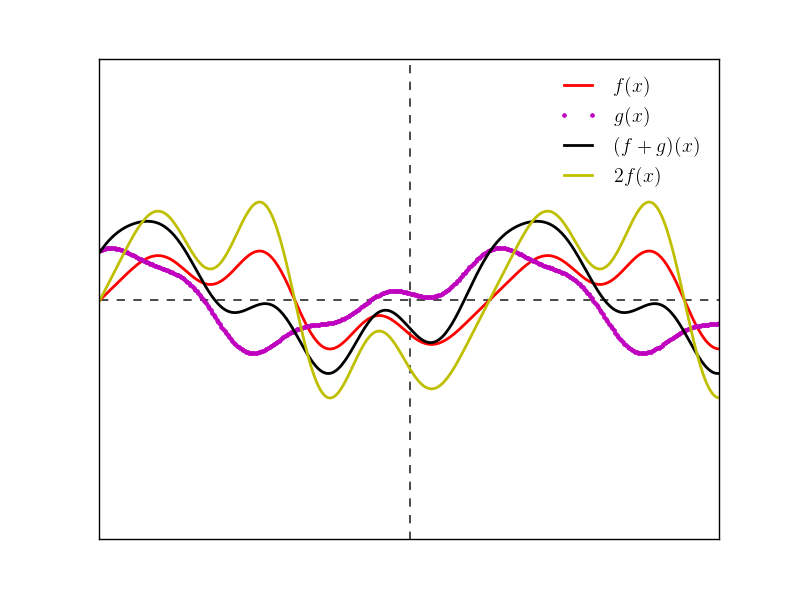 f(x)
g(x)
(f + g)(x)
2f(x)